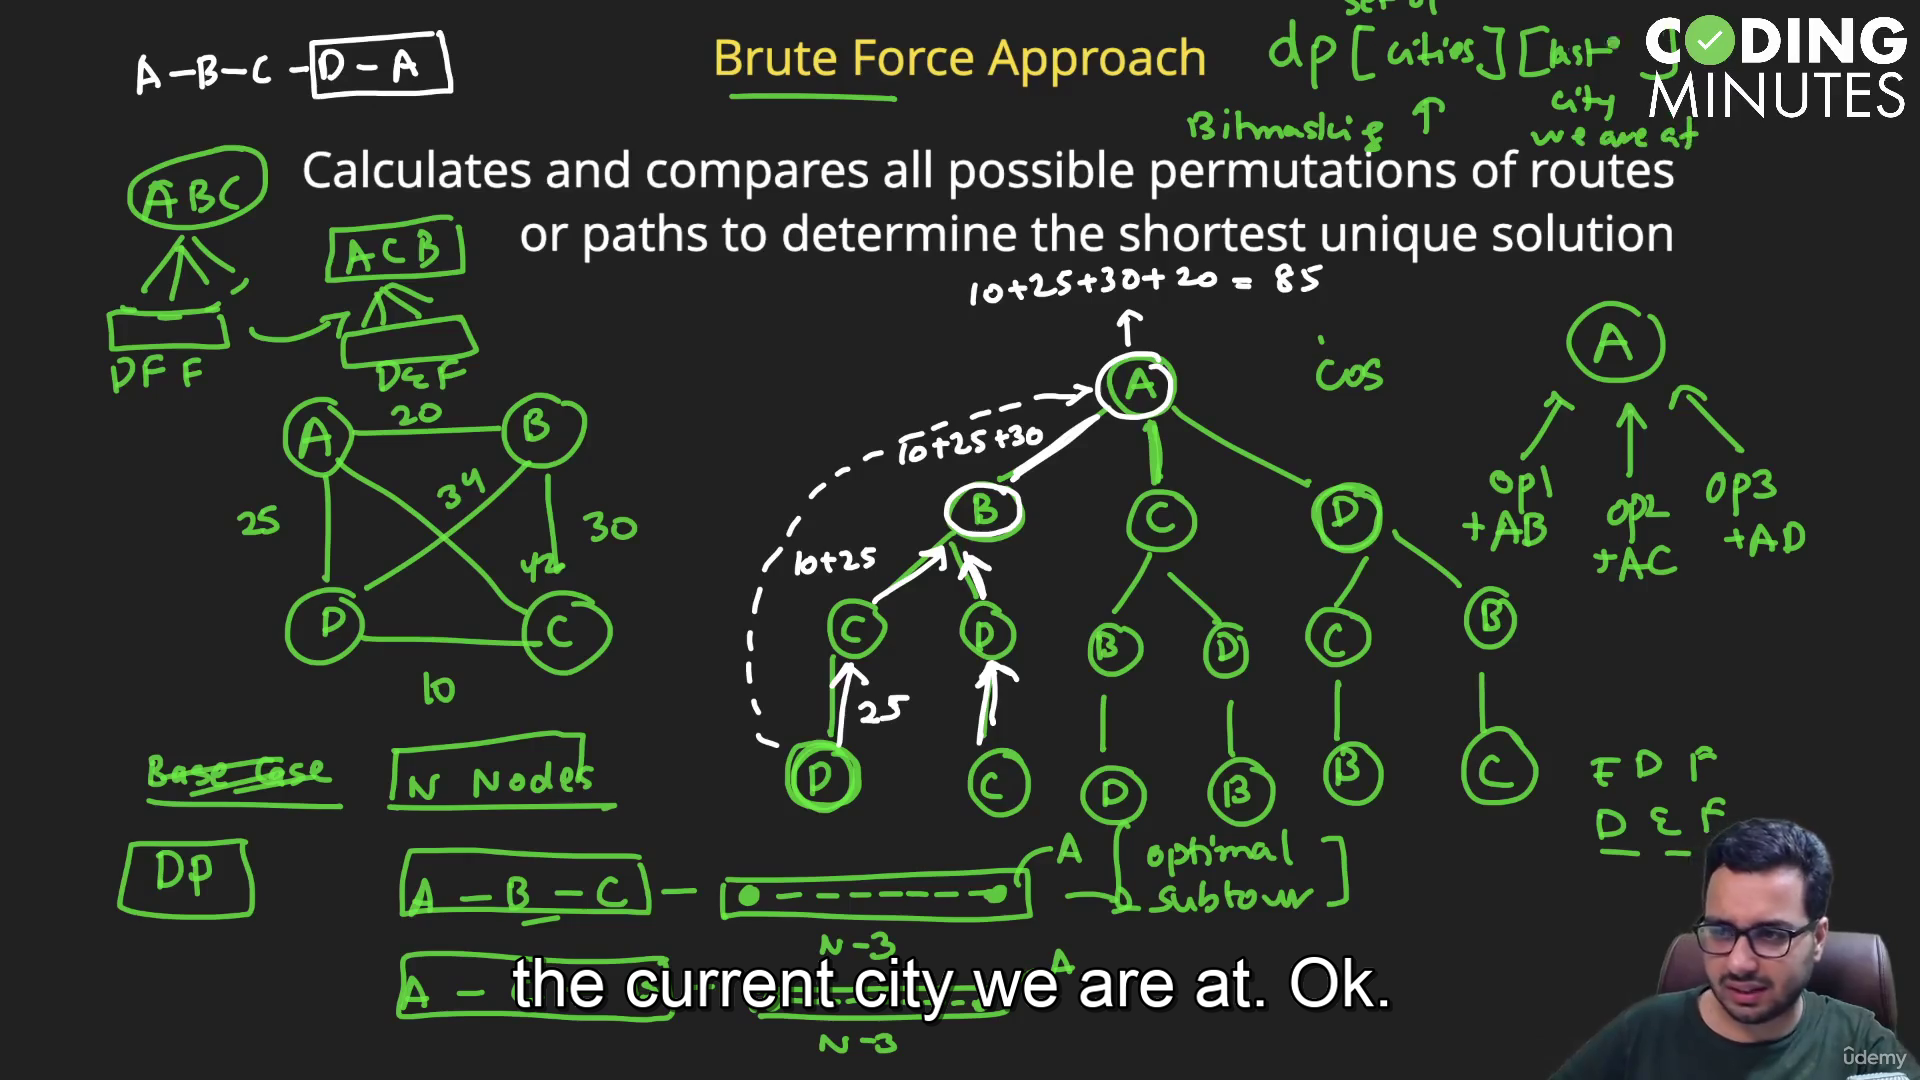 A-B-C-D-A
Brute Force Approach
set of
dp[cities][last]
Bitmasking ↑
city
we are at
CODING
MINUTES
Calculates and compares all possible permutations of routes
or paths to determine the shortest unique solution
ABC
ACB
DEF
10+25+30+20 = 85
A
cos
A
20
A
B
10+25+30
34
25
30
B
C
D
op1
+AB
op2
+AC
op3
+AD
10+25
42
D
C
C
D
B
D
C
B
10
25
Base Case
N Nodes
D
C
D
B
B
C
E D F
D E F
DP
A - B - C
A
optimal
subtour
N-3
A -
A
the current city we are at. Ok.
N-3
udemy